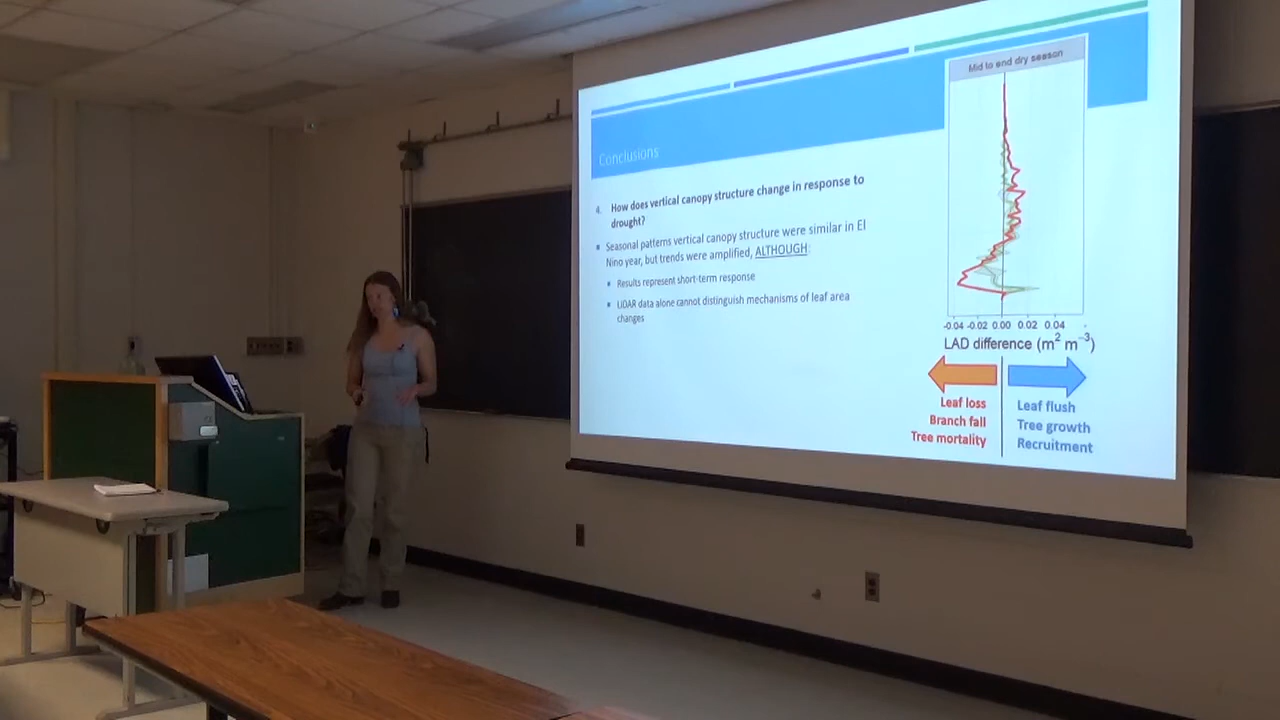 Conclusions
4. How does vertical canopy structure change in response to
drought?
Seasonal patterns vertical canopy structure were similar in El
Nino year, but trends were amplified, ALTHOUGH
Results represent short-term response
LiDAR data alone cannot distinguish mechanisms of leaf area
changes
Mid to end dry season
-0.04 -0.02 0.00 0.02 0.04
LAD difference (m² m⁻³)
Leaf loss
Branch fall
Tree mortality
Leaf flush
Tree growth
Recruitment